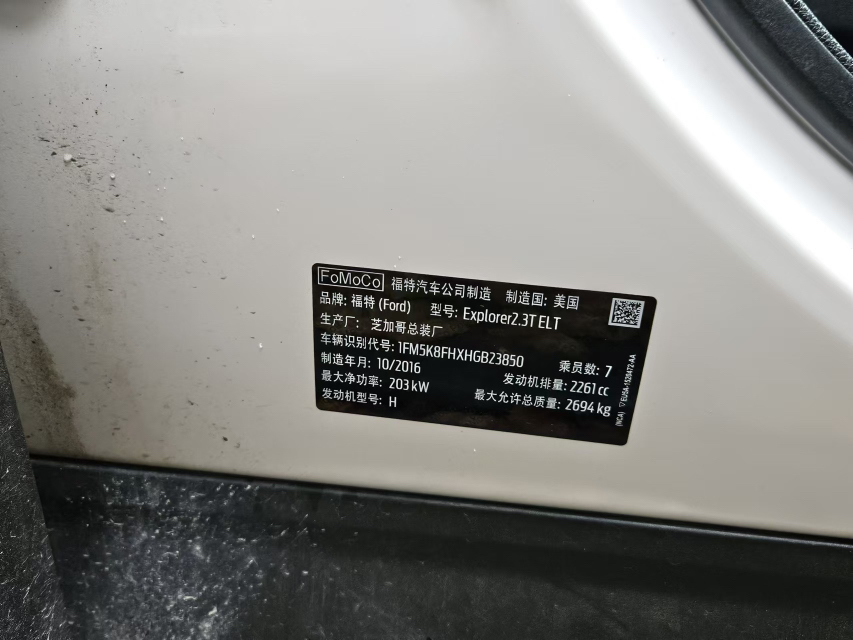 FoMoCo 福特汽车公司制造 制造国: 美国
品牌: 福特 (Ford) 型号: Explorer2.3T ELT
生产厂: 芝加哥总装厂
车辆识别代号: 1FM5K8FHXHGB23850 乘员数: 7
制造年月: 10/2016 发动机排量: 2261 cc
最大净功率: 203 kW 最大允许总质量: 2694 kg
发动机型号: H
(NCA) ▽EU5A-1528472-AA